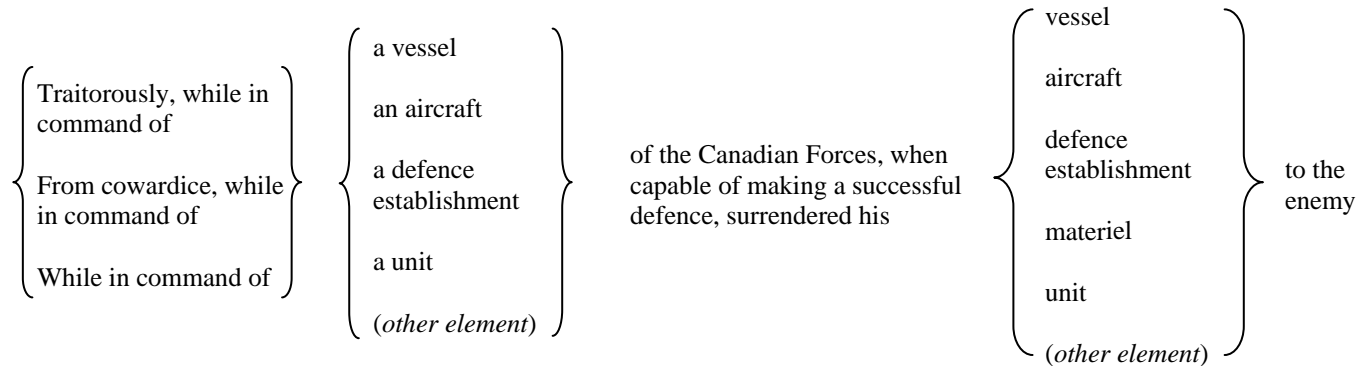 Traitorously, while in
command of
From cowardice, while
in command of
While in command of
a vessel
an aircraft
a defence
establishment
a unit
(other element)
of the Canadian Forces, when
capable of making a successful
defence, surrendered his
vessel
aircraft
defence
establishment
materiel
unit
(other element)
to the
enemy